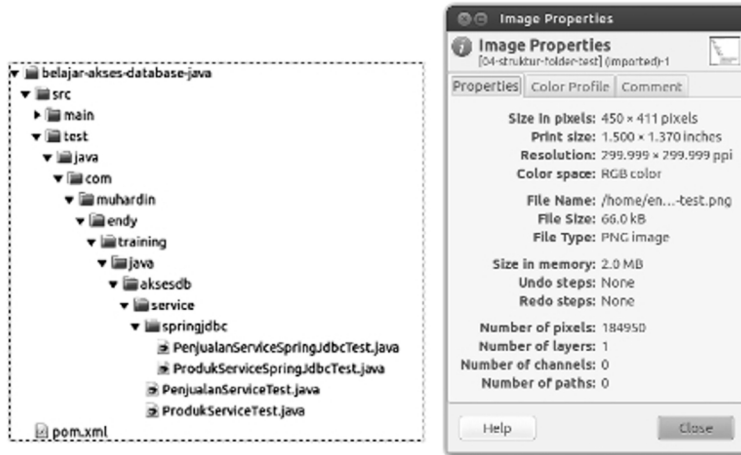 belajar-akses-database-java
src
main
test
java
com
muhardin
endy
training
java
aksesdb
service
springjdbc
PenjualanServiceSpringJdbcTest.java
ProdukServiceSpringJdbcTest.java
PenjualanServiceTest.java
ProdukServiceTest.java
pom.xml
Image Properties
Image Properties
[04-struktur-folder-test] (imported)-1
Properties Color Profile Comment
Size in pixels: 450 × 411 pixels
Print size: 1.500 × 1.370 inches
Resolution: 299.999 × 299.999 ppi
Color space: RGB color
File Name: /home/en...-test.png
File Size: 66.0 kB
File Type: PNG image
Size in memory: 2.0 MB
Undo steps: None
Redo steps: None
Number of pixels: 184950
Number of layers: 1
Number of channels: 0
Number of paths: 0
Help Close